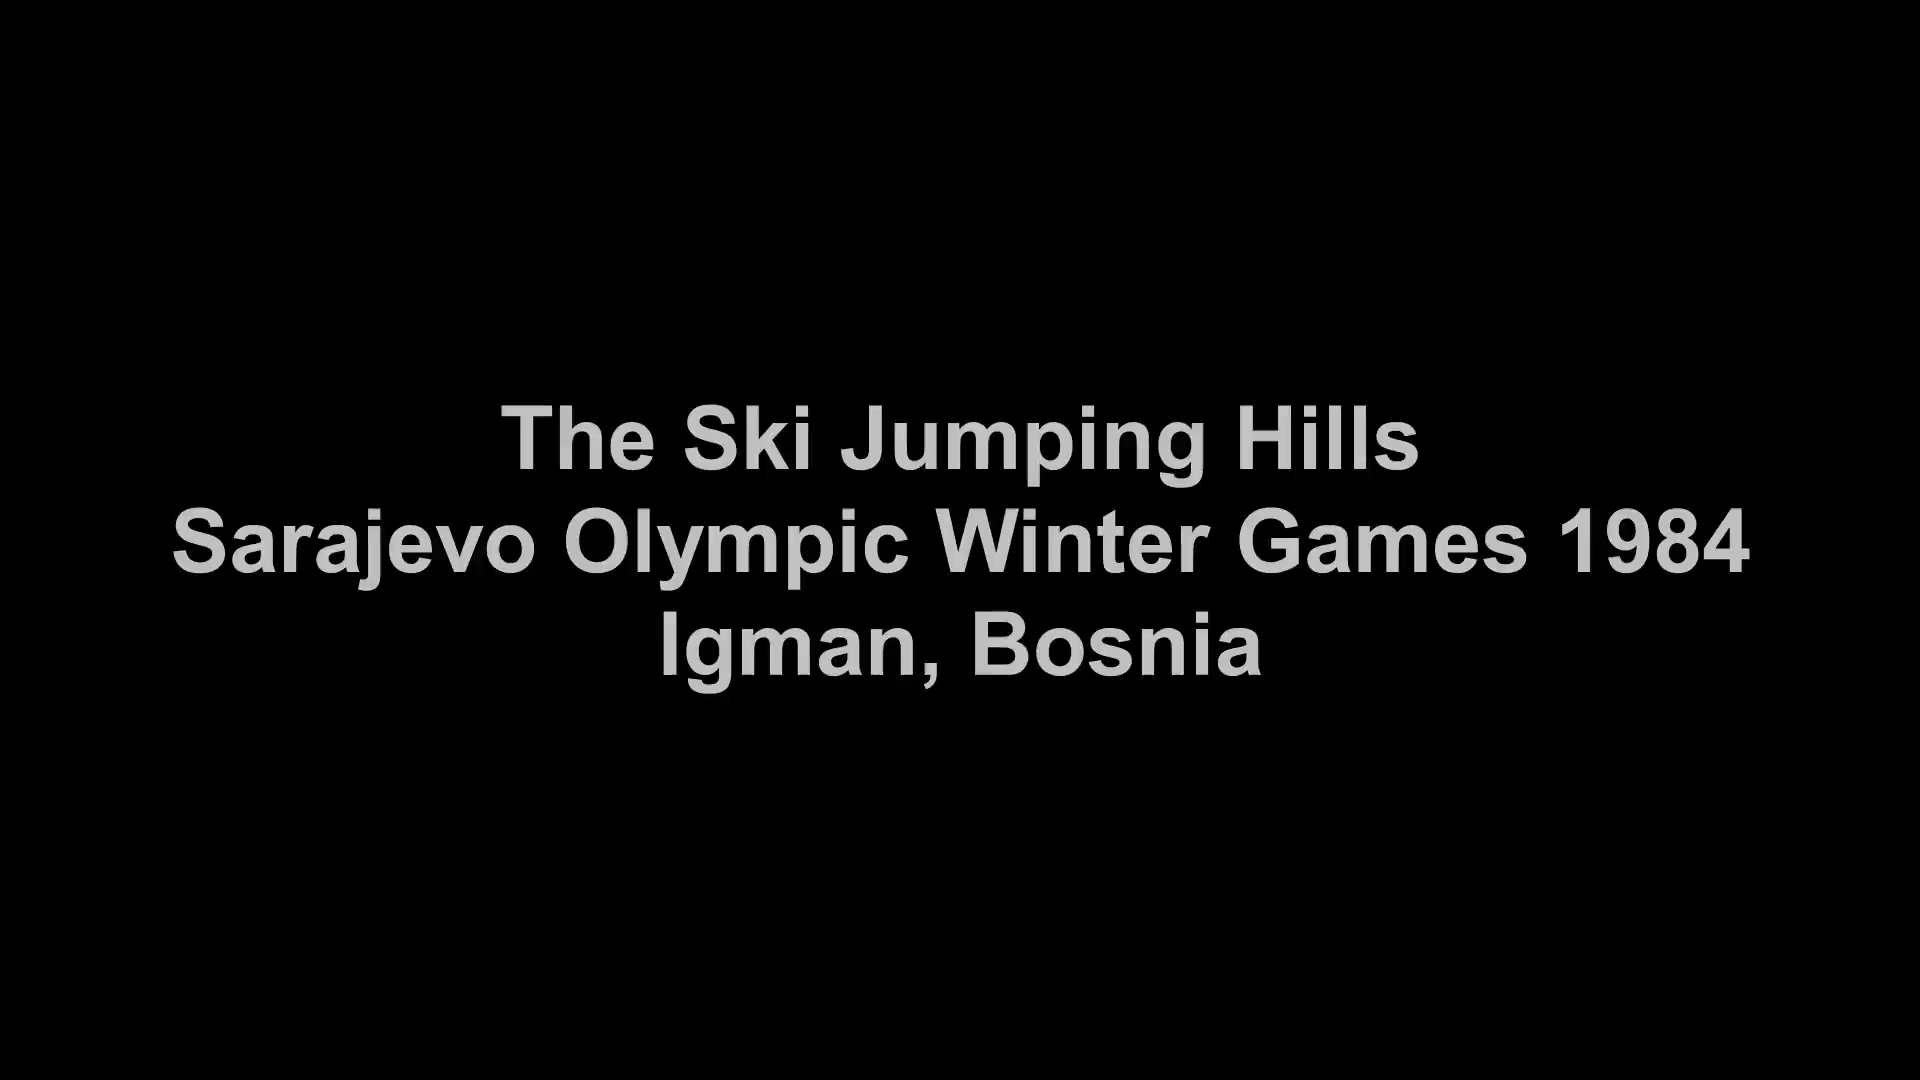 The Ski Jumping Hills
Sarajevo Olympic Winter Games 1984
Igman, Bosnia